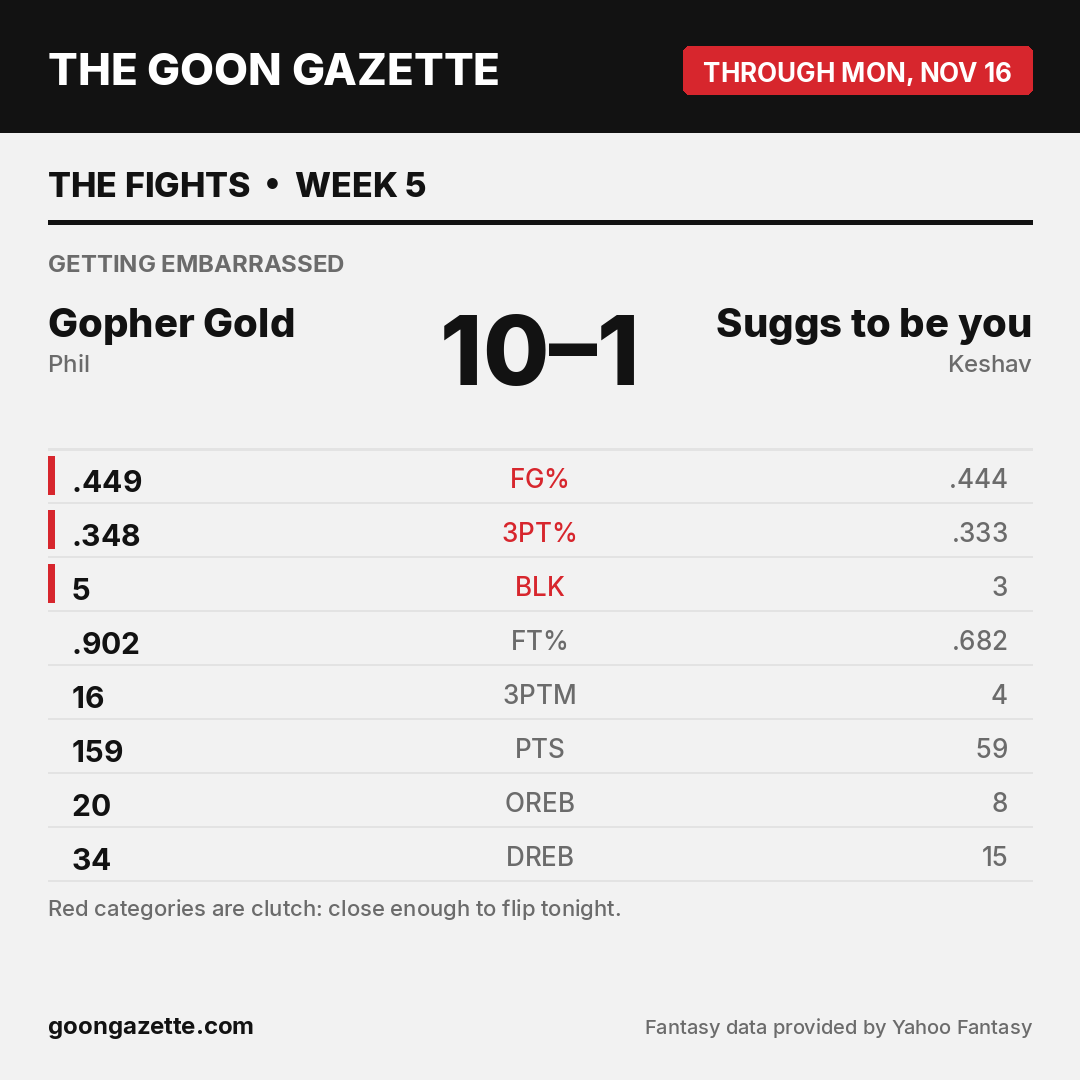 THE GOON GAZETTE
THROUGH MON, NOV 16
THE FIGHTS • WEEK 5
GETTING EMBARRASSED
Gopher Gold 10–1 Suggs to be you
Phil Keshav
.449 FG% .444
.348 3PT% .333
5 BLK 3
.902 FT% .682
16 3PTM 4
159 PTS 59
20 OREB 8
34 DREB 15
Red categories are clutch: close enough to flip tonight.
goongazette.com
Fantasy data provided by Yahoo Fantasy